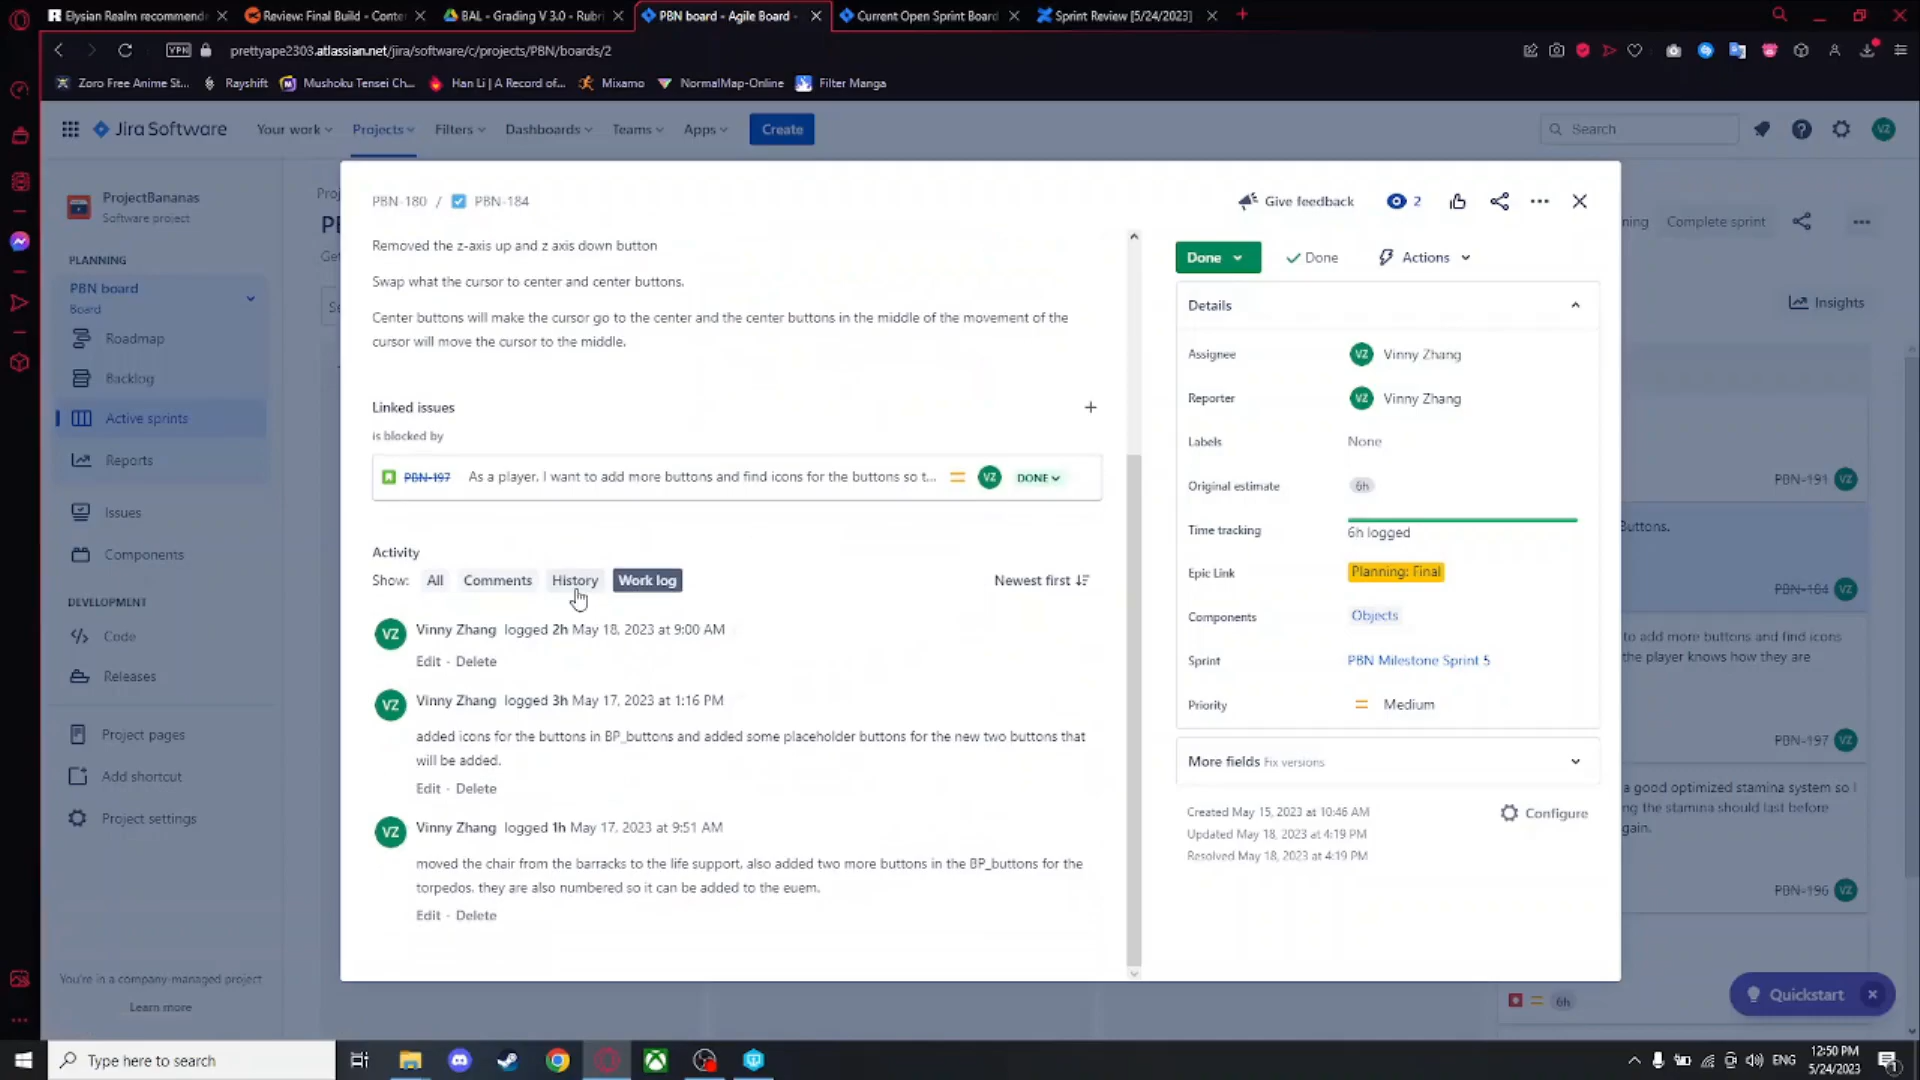 Elysian Realm recommend
Review: Final Build - Conte
BAL - Grading V 3.0 - Rubri
PBN board - Agile Board -
Current Open Sprint Board
Sprint Review [5/24/2023]
VPN
prettyape2303.atlassian.net/jira/software/c/projects/PBN/boards/2
Zoro Free Anime St...
Rayshift
Mushoku Tensei Ch...
Han Li | A Record of...
Mixamo
NormalMap-Online
Filter Manga
Jira Software
Your work
Projects
Filters
Dashboards
Teams
Apps
Create
Search
VZ
ProjectBananas
Software project
PLANNING
PBN board
Board
Roadmap
Backlog
Active sprints
Reports
Issues
Components
DEVELOPMENT
Code
Releases
Project pages
Add shortcut
Project settings
You're in a company-managed project
Learn more
PBN-180 / PBN-184
Give feedback
2
Removed the z-axis up and z axis down button
Swap what the cursor to center and center buttons.
Center buttons will make the cursor go to the center and the center buttons in the middle of the movement of the
cursor will move the cursor to the middle.
Linked issues
is blocked by
PBN-197 As a player, I want to add more buttons and find icons for the buttons so t... VZ DONE
Activity
Show: All Comments History Work log
Newest first
VZ Vinny Zhang logged 2h May 18, 2023 at 9:00 AM
Edit · Delete
VZ Vinny Zhang logged 3h May 17, 2023 at 1:16 PM
added icons for the buttons in BP_buttons and added some placeholder buttons for the new two buttons that
will be added.
Edit · Delete
VZ Vinny Zhang logged 1h May 17, 2023 at 9:51 AM
moved the chair from the barracks to the life support, also added two more buttons in the BP_buttons for the
torpedos. they are also numbered so it can be added to the euem.
Edit · Delete
Done
Done
Actions
Details
Assignee VZ Vinny Zhang
Reporter VZ Vinny Zhang
Labels None
Original estimate 6h
Time tracking 6h logged
Epic Link Planning: Final
Components Objects
Sprint PBN Milestone Sprint 5
Priority Medium
More fields Fix versions
Created May 15, 2023 at 10:46 AM
Updated May 18, 2023 at 4:19 PM
Resolved May 18, 2023 at 4:19 PM
Configure
Complete sprint
Insights
PBN-191 VZ
Buttons.
PBN-184 VZ
to add more buttons and find icons
the player knows how they are
PBN-197 VZ
a good optimized stamina system so I
ng the stamina should last before
gain.
PBN-196 VZ
6h
Quickstart
Type here to search
ENG
12:50 PM
5/24/2023
1